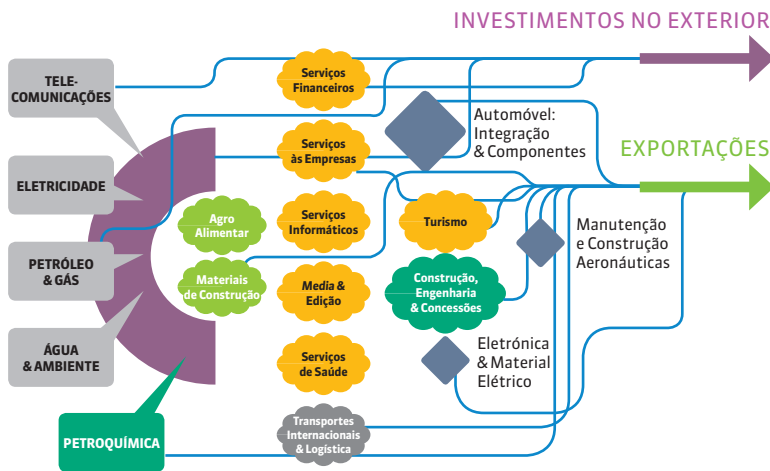 INVESTIMENTOS NO EXTERIOR
TELE-
COMUNICAÇÕES
Serviços
Financeiros
Automóvel:
Integração
& Componentes
Serviços
às Empresas
EXPORTAÇÕES
ELETRICIDADE
Agro
Alimentar
Serviços
Informáticos
Turismo
Manutenção
e Construção
Aeronáuticas
PETRÓLEO
& GÁS
Materiais
de Construção
Media &
Edição
Construção,
Engenharia
& Concessões
ÁGUA
& AMBIENTE
Serviços
de Saúde
Eletrónica
& Material
Elétrico
PETROQUÍMICA
Transportes
Internacionais
& Logística